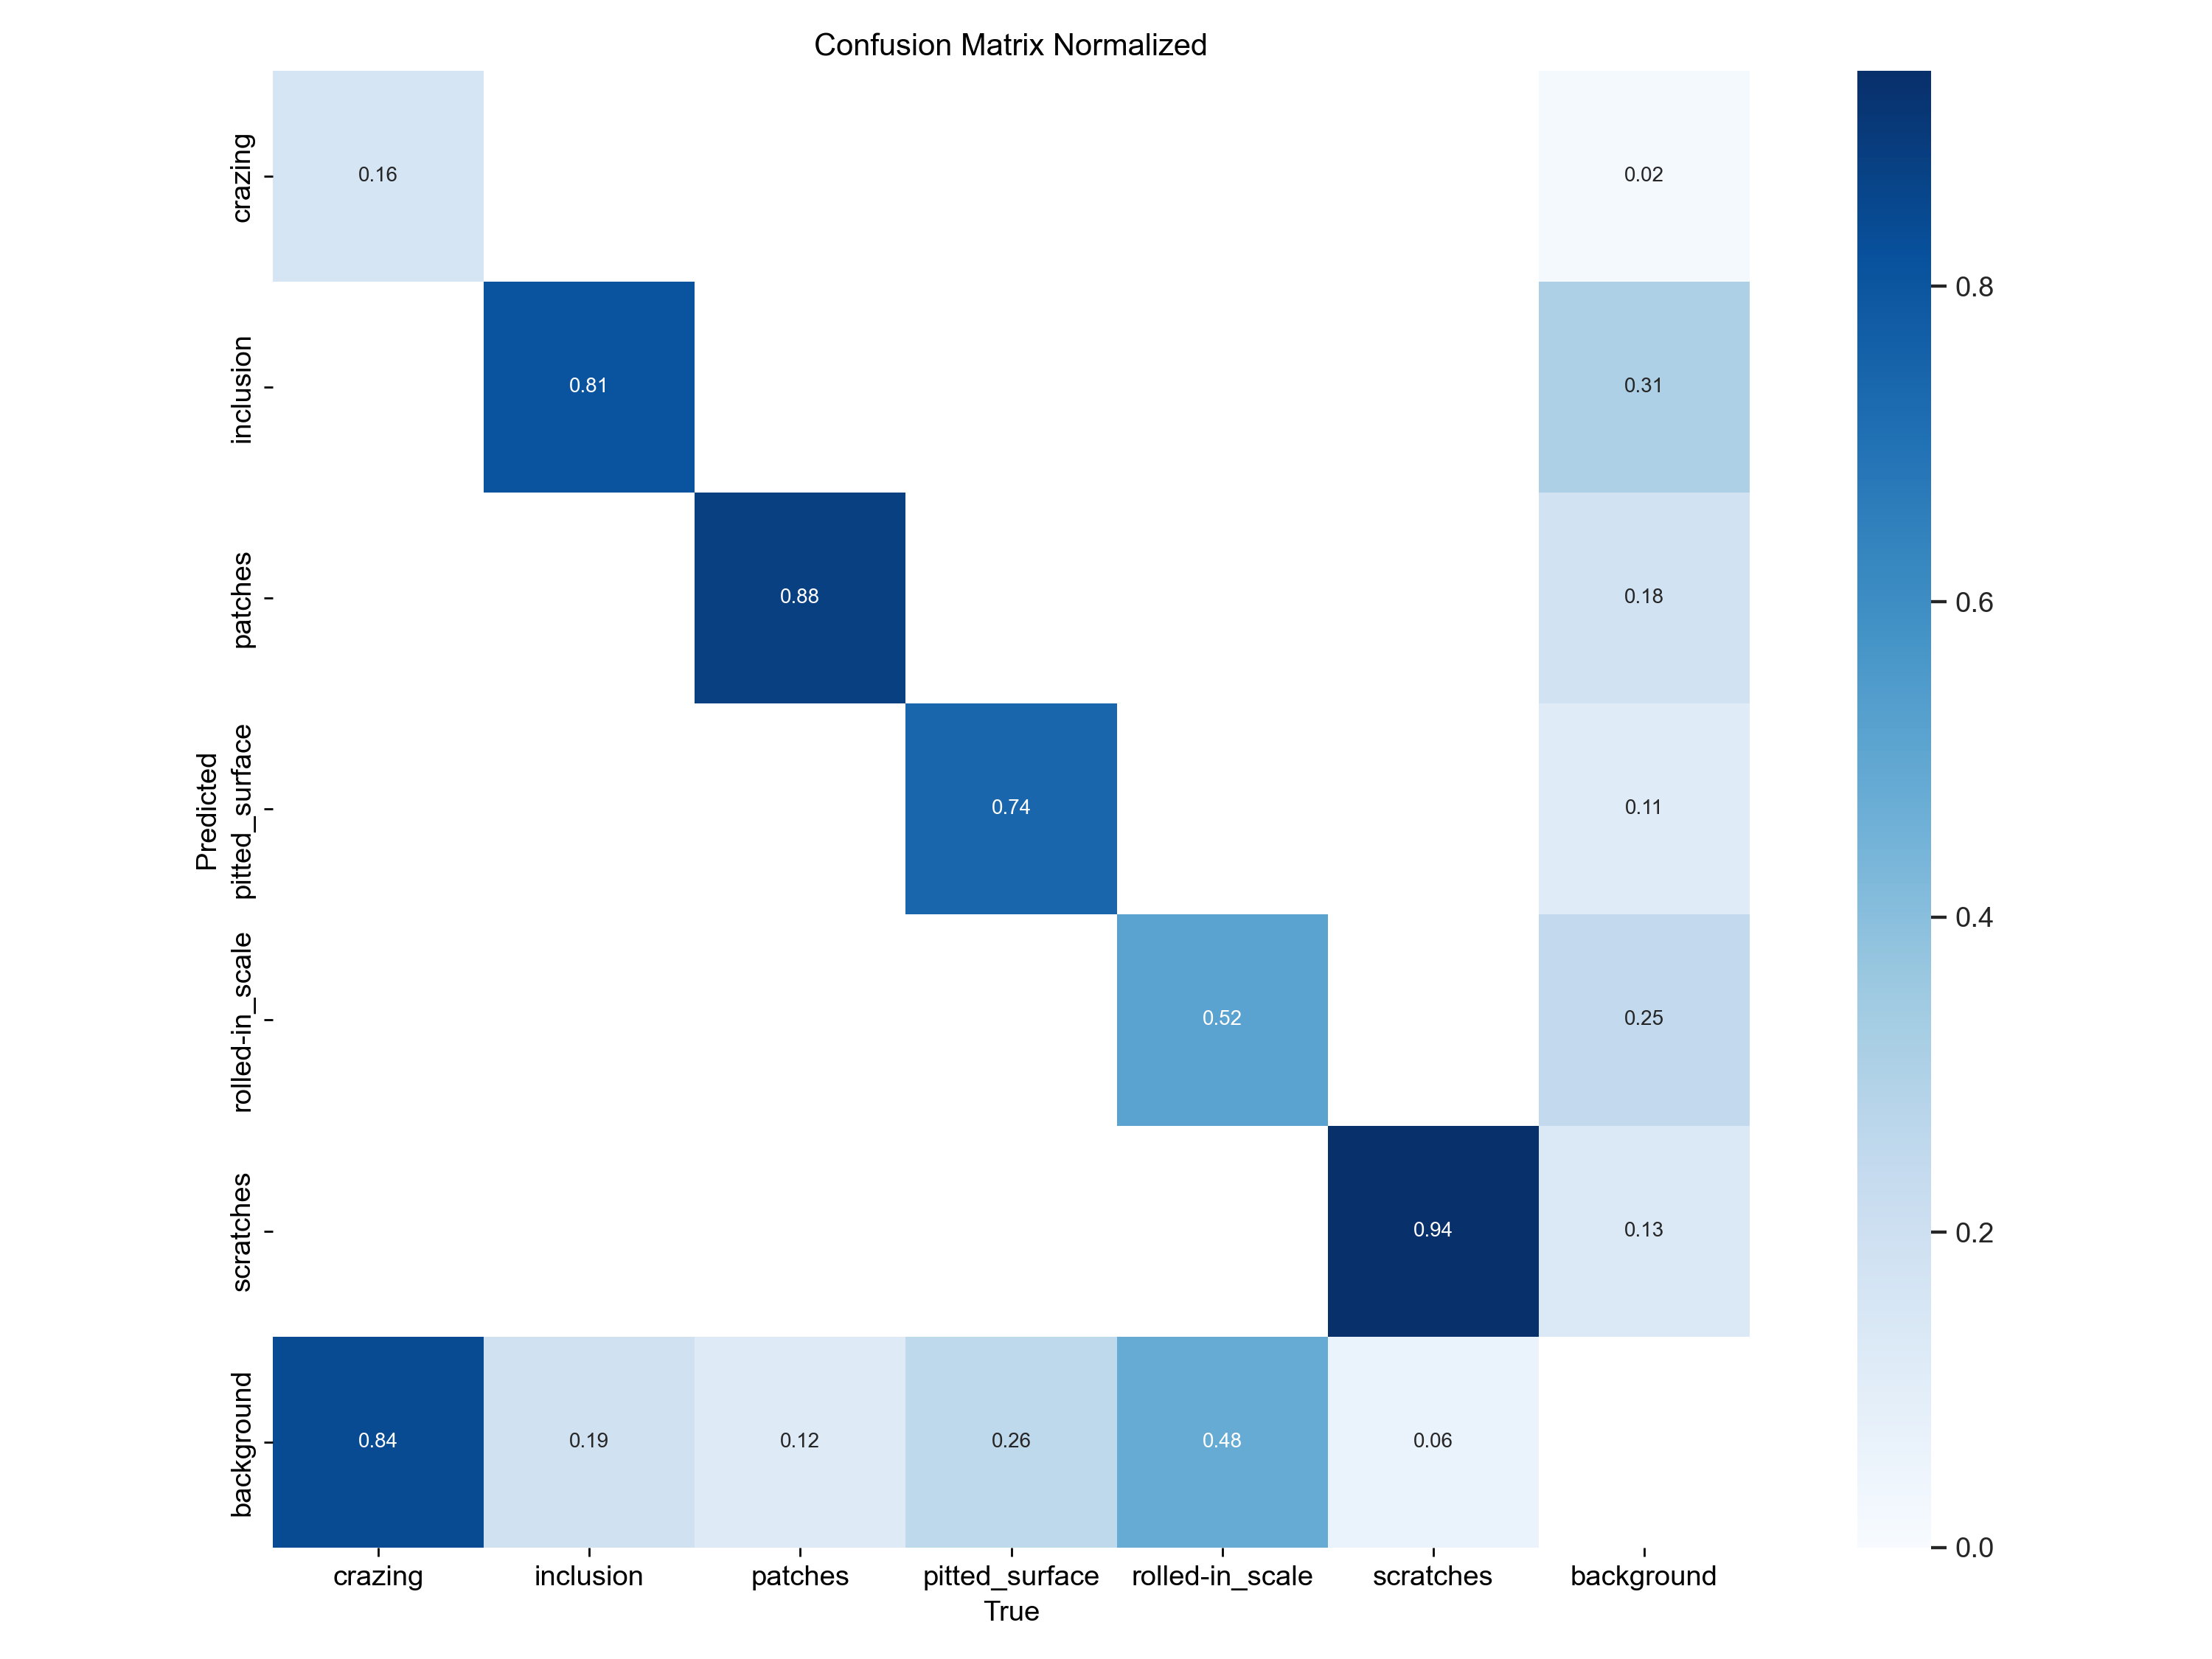 Confusion Matrix Normalized
crazing
0.16
0.02
inclusion
0.81
0.31
0.8
patches
0.88
0.18
0.6
Predicted
pitted_surface
0.74
0.11
0.4
rolled-in_scale
0.52
0.25
scratches
0.94
0.13
0.2
background
0.84
0.19
0.12
0.26
0.48
0.06
0.0
crazing
inclusion
patches
pitted_surface
rolled-in_scale
scratches
background
True